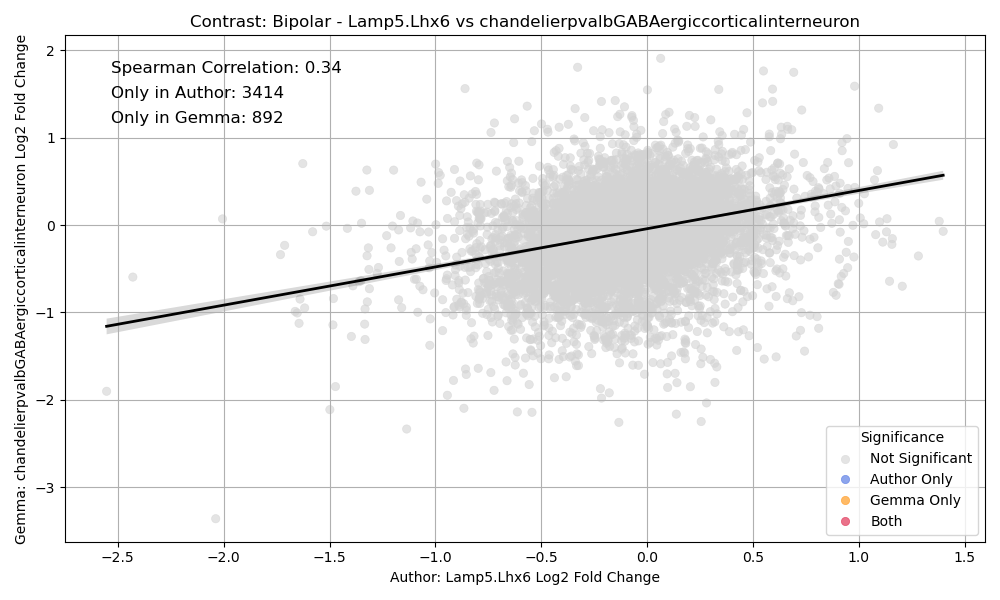 Contrast: Bipolar - Lamp5.Lhx6 vs chandelierpvalbGABAergiccorticalinterneuron
Gemma: chandelierpvalbGABAergiccorticalinterneuron Log2 Fold Change
2
1
0
−1
−2
−3
Spearman Correlation: 0.34
Only in Author: 3414
Only in Gemma: 892
Significance
Not Significant
Author Only
Gemma Only
Both
−2.5 −2.0 −1.5 −1.0 −0.5 0.0 0.5 1.0 1.5
Author: Lamp5.Lhx6 Log2 Fold Change